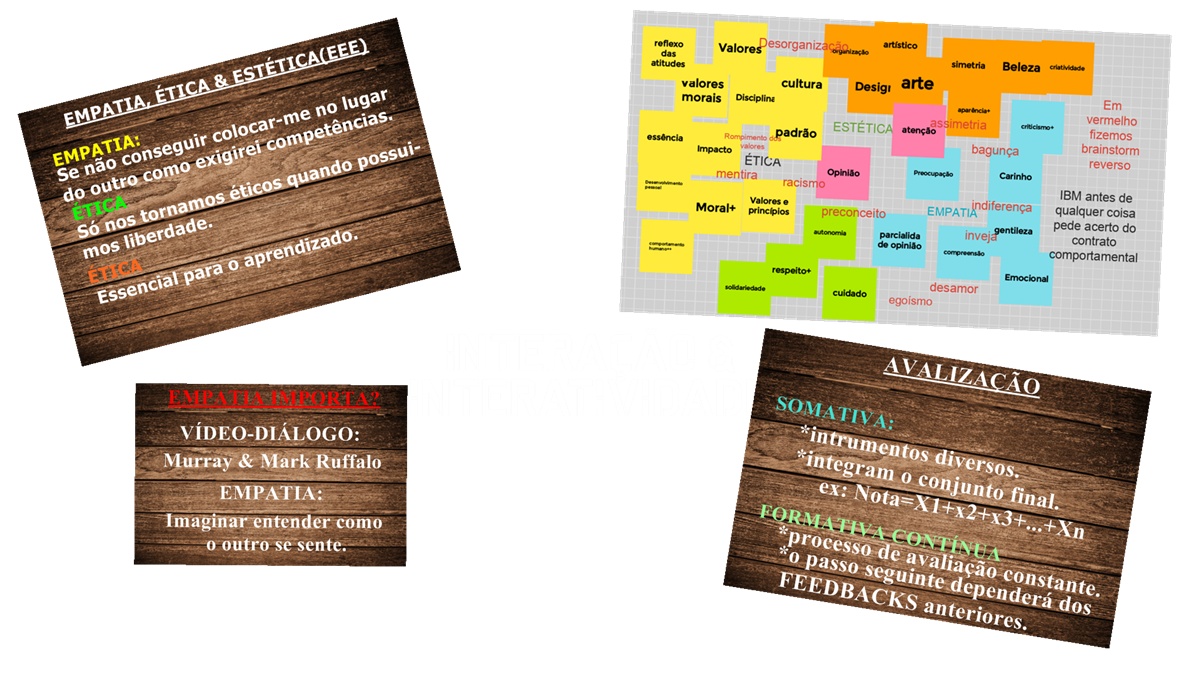 EMPATIA, ÉTICA & ESTÉTICA(EEE)
EMPATIA:
Se não conseguir colocar-me no lugar
do outro como exigirei competências.
ÉTICA
Só nos tornamos éticos quando possui-
mos liberdade.
ÉTICA
Essencial para o aprendizado.
reflexo
das
atitudes
Valores
Desorganização
organização
artístico
valores
morais
Disciplina
cultura
Design
arte
simetria
Beleza
criatividade
essência
Impacto
Rompimento dos
valores
padrão
ESTÉTICA
atenção
aparência+
assimetria
criticismo+
Em
vermelho
fizemos
brainstorm
reverso
bagunça
ÉTICA
mentira
racismo
Opinião
Preocupação
Carinho
Desenvolvimento
pessoal
Moral+
Valores e
princípios
preconceito
EMPATIA
indiferença
IBM antes de
qualquer coisa
pede acerto do
contrato
comportamental
comportamento
humano++
autonomia
parcialida
de opinião
inveja
gentileza
compreensão
respeito+
solidariedade
cuidado
Emocional
desamor
egoísmo
EMPATIA IMPORTA?
VÍDEO-DIÁLOGO:
Murray & Mark Ruffalo
EMPATIA:
Imaginar entender como
o outro se sente.
AVALIZAÇÃO
SOMATIVA:
*intrumentos diversos.
*integram o conjunto final.
ex: Nota=X1+x2+x3+...+Xn
FORMATIVA CONTÍNUA
*processo de avaliação constante.
*o passo seguinte dependerá dos
FEEDBACKS anteriores.